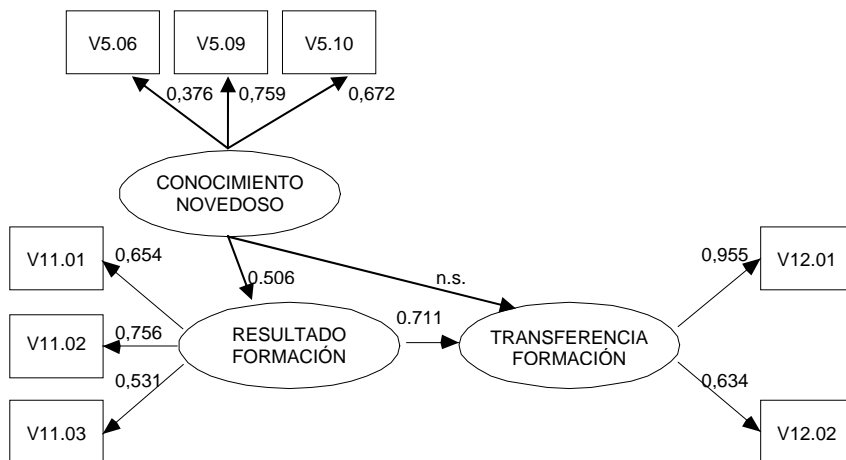 V5.06
V5.09
V5.10
0,376
0,759
0,672
CONOCIMIENTO
NOVEDOSO
V11.01
0,654
0.506
n.s.
0,955
V12.01
V11.02
0,756
RESULTADO
FORMACIÓN
0.711
TRANSFERENCIA
FORMACIÓN
0,531
0,634
V11.03
V12.02